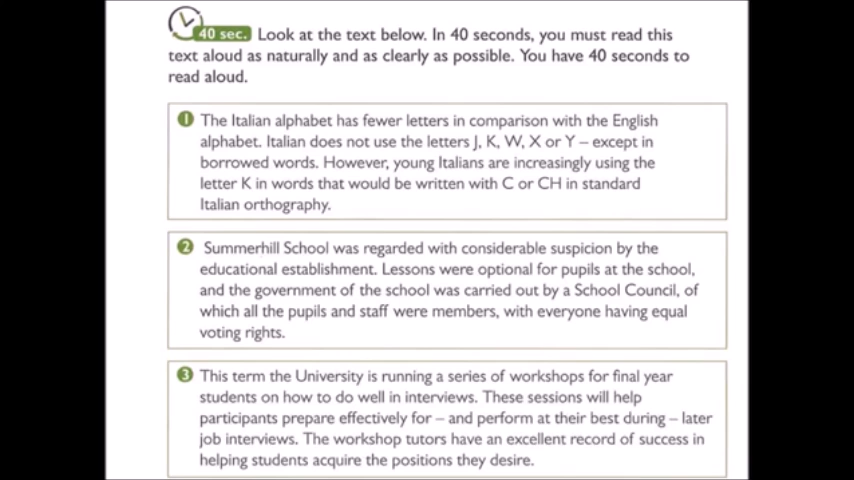 40 sec. Look at the text below. In 40 seconds, you must read this
text aloud as naturally and as clearly as possible. You have 40 seconds to
read aloud.
1 The Italian alphabet has fewer letters in comparison with the English
alphabet. Italian does not use the letters J, K, W, X or Y – except in
borrowed words. However, young Italians are increasingly using the
letter K in words that would be written with C or CH in standard
Italian orthography.
2 Summerhill School was regarded with considerable suspicion by the
educational establishment. Lessons were optional for pupils at the school,
and the government of the school was carried out by a School Council, of
which all the pupils and staff were members, with everyone having equal
voting rights.
3 This term the University is running a series of workshops for final year
students on how to do well in interviews. These sessions will help
participants prepare effectively for – and perform at their best during – later
job interviews. The workshop tutors have an excellent record of success in
helping students acquire the positions they desire.